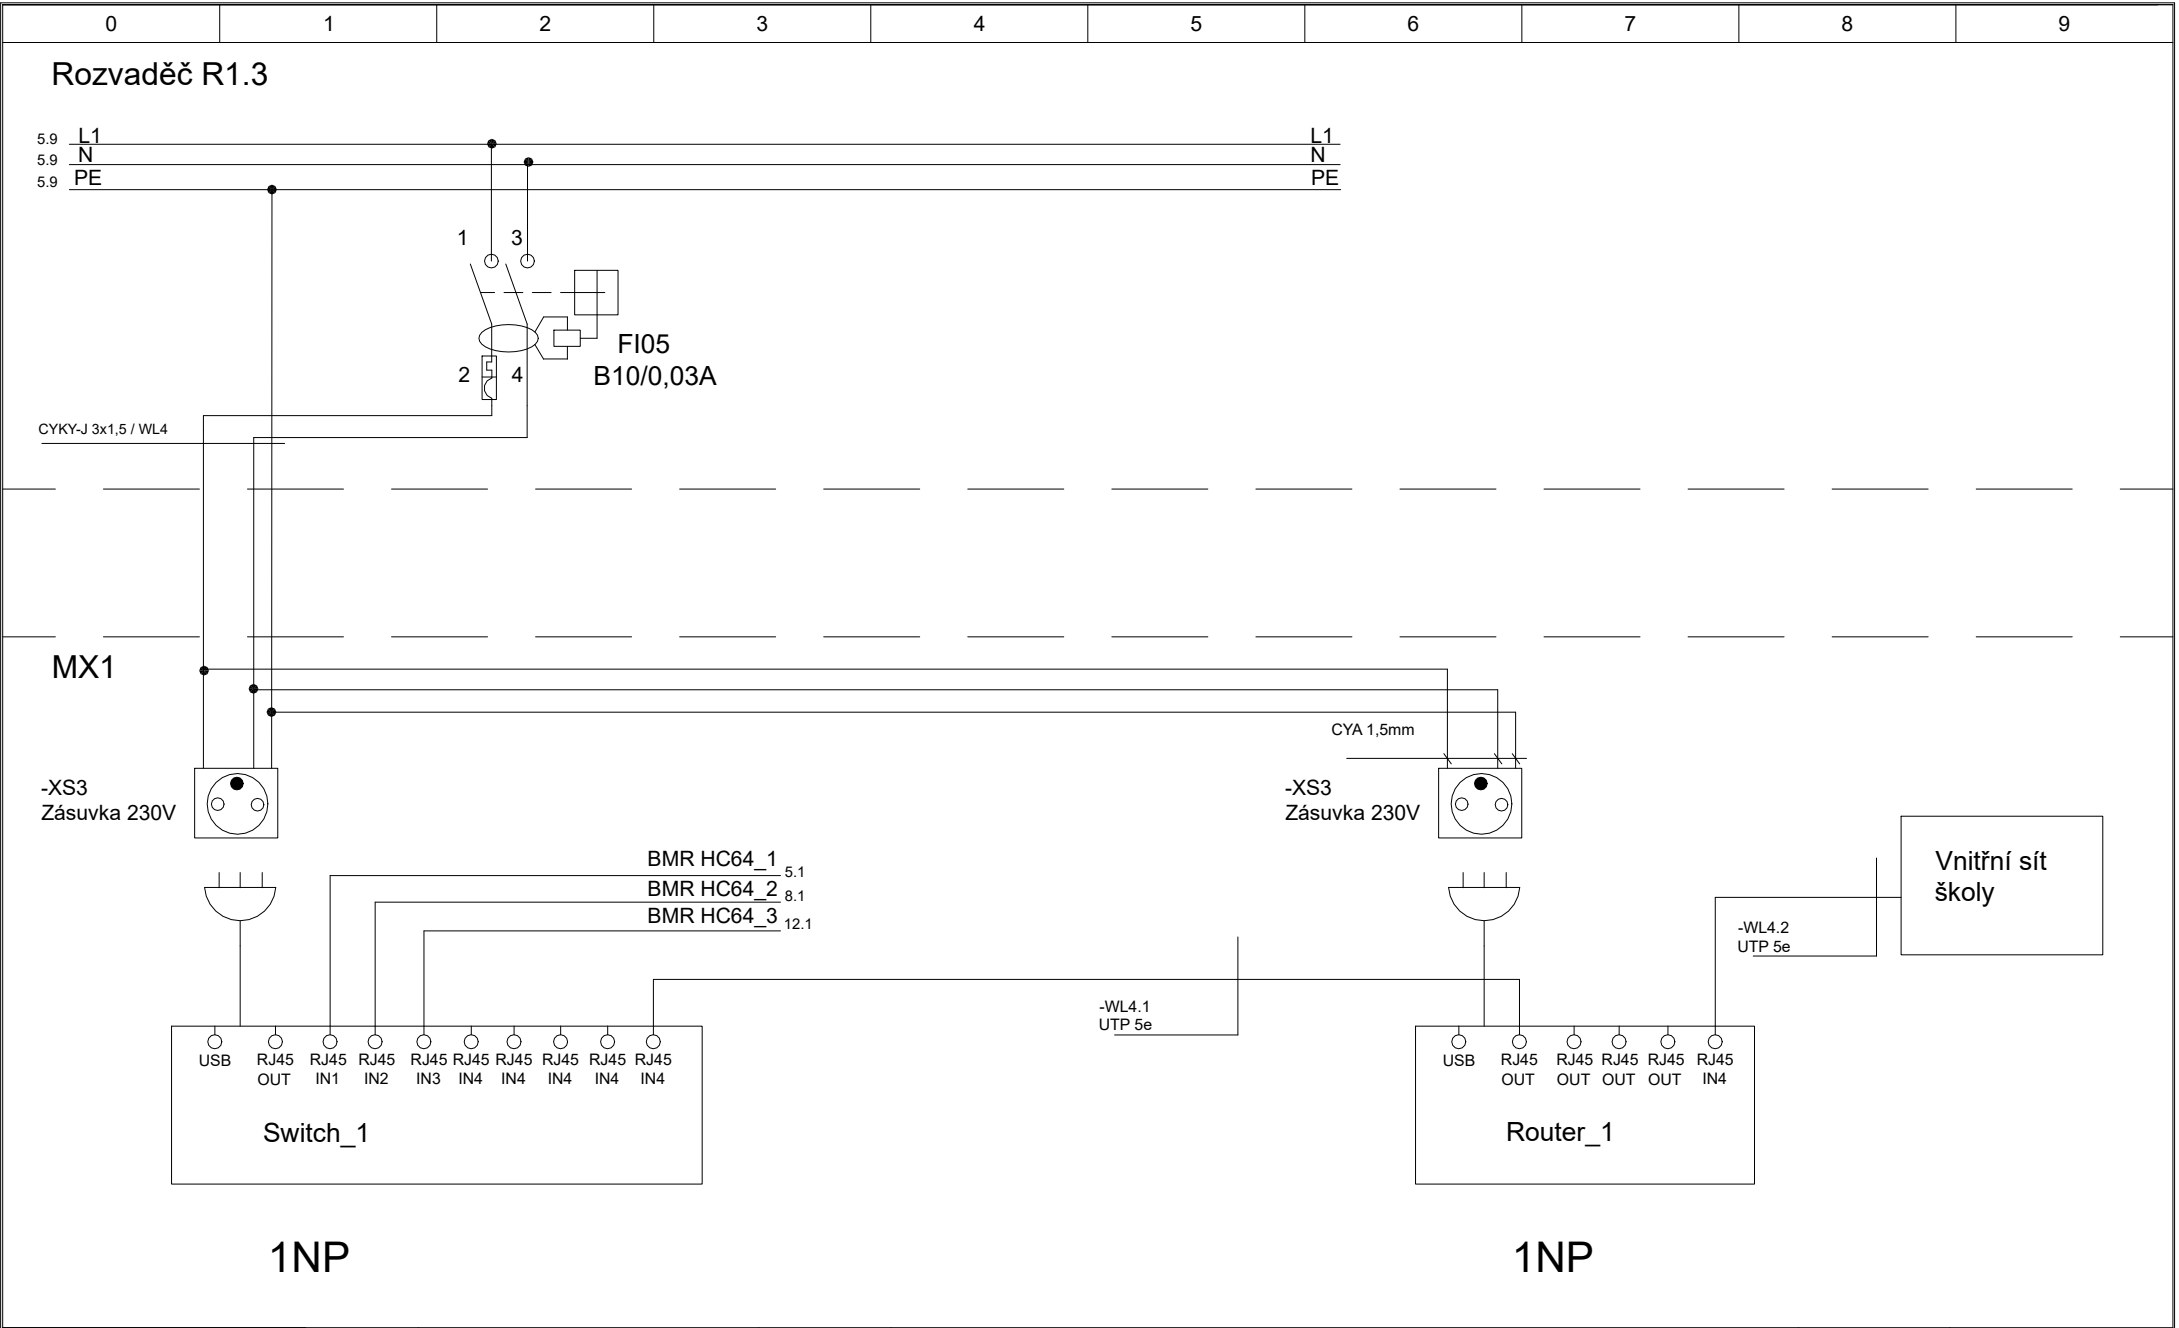 0 1 2 3 4 5 6 7 8 9
Rozvaděč R1.3
5.9 L1 L1
5.9 N N
5.9 PE PE
1 3
FI05
2 4 B10/0,03A
CYKY-J 3x1,5 / WL4
MX1
CYA 1,5mm
-XS3
Zásuvka 230V
-XS3
Zásuvka 230V
BMR HC64_1 5.1
BMR HC64_2 8.1
BMR HC64_3 12.1
Vnitřní sít
školy
-WL4.2
UTP 5e
-WL4.1
UTP 5e
USB RJ45 RJ45 RJ45 RJ45 RJ45 RJ45 RJ45 RJ45 RJ45
OUT IN1 IN2 IN3 IN4 IN4 IN4 IN4 IN4
Switch_1
USB RJ45 RJ45 RJ45 RJ45 RJ45
OUT OUT OUT OUT IN4
Router_1
1NP 1NP